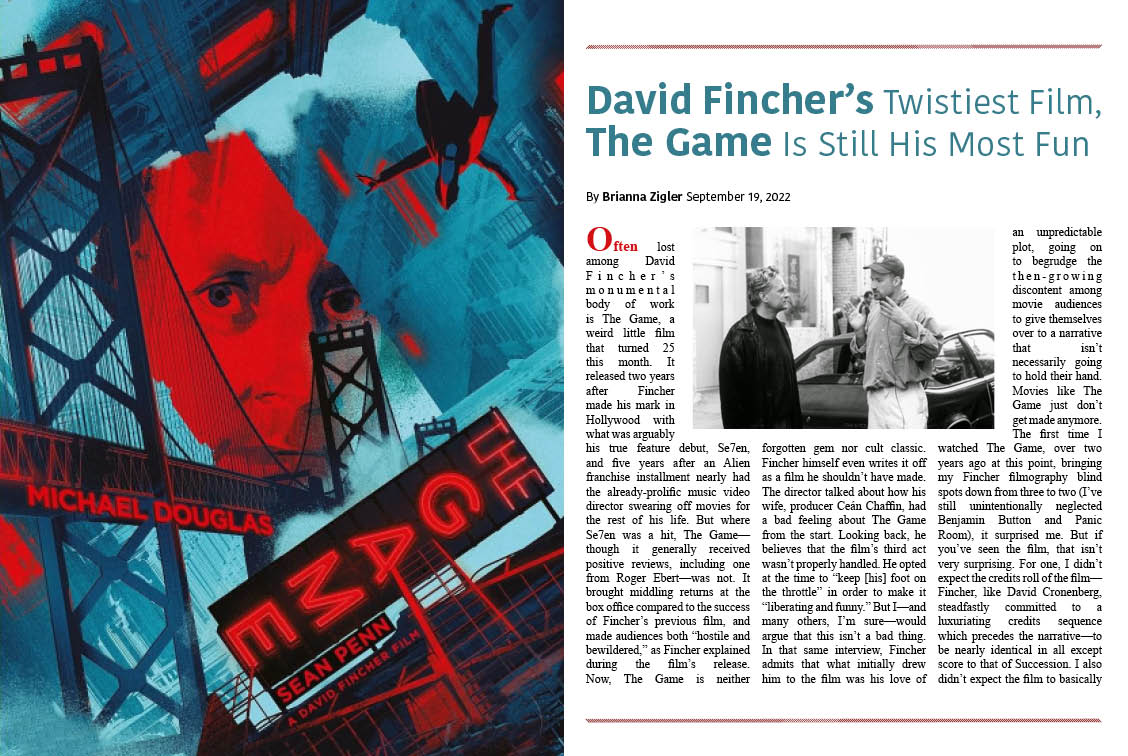 MICHAEL DOUGLAS
THE
GAME
SEAN PENN
A DAVID FINCHER FILM
David Fincher’s Twistiest Film,
The Game Is Still His Most Fun
By Brianna Zigler September 19, 2022
Often lost
among David
Fincher’s
monumental
body of work
is The Game, a
weird little film
that turned 25
this month. It
released two years
after Fincher
made his mark in
Hollywood with
what was arguably
his true feature debut, Se7en,
and five years after an Alien
franchise installment nearly had
the already-prolific music video
director swearing off movies for
the rest of his life. But where
Se7en was a hit, The Game—
though it generally received
positive reviews, including one
from Roger Ebert—was not. It
brought middling returns at the
box office compared to the success
of Fincher’s previous film, and
made audiences both “hostile and
bewildered,” as Fincher explained
during the film’s release.
Now, The Game is neither
forgotten gem nor cult classic.
Fincher himself even writes it off
as a film he shouldn’t have made.
The director talked about how his
wife, producer Ceán Chaffin, had
a bad feeling about The Game
from the start. Looking back, he
believes that the film’s third act
wasn’t properly handled. He opted
at the time to “keep [his] foot on
the throttle” in order to make it
“liberating and funny.” But I—and
many others, I’m sure—would
argue that this isn’t a bad thing.
In that same interview, Fincher
admits that what initially drew
him to the film was his love of
an unpredictable
plot, going on
to begrudge the
then-growing
discontent among
movie audiences
to give themselves
over to a narrative
that isn’t
necessarily going
to hold their hand.
Movies like The
Game just don’t
get made anymore.
The first time I
watched The Game, over two
years ago at this point, bringing
my Fincher filmography blind
spots down from three to two (I’ve
still unintentionally neglected
Benjamin Button and Panic
Room), it surprised me. But if
you’ve seen the film, that isn’t
very surprising. For one, I didn’t
expect the credits roll of the film—
Fincher, like David Cronenberg,
steadfastly committed to a
luxuriating credits sequence
which precedes the narrative—to
be nearly identical in all except
score to that of Succession. I also
didn’t expect the film to basically